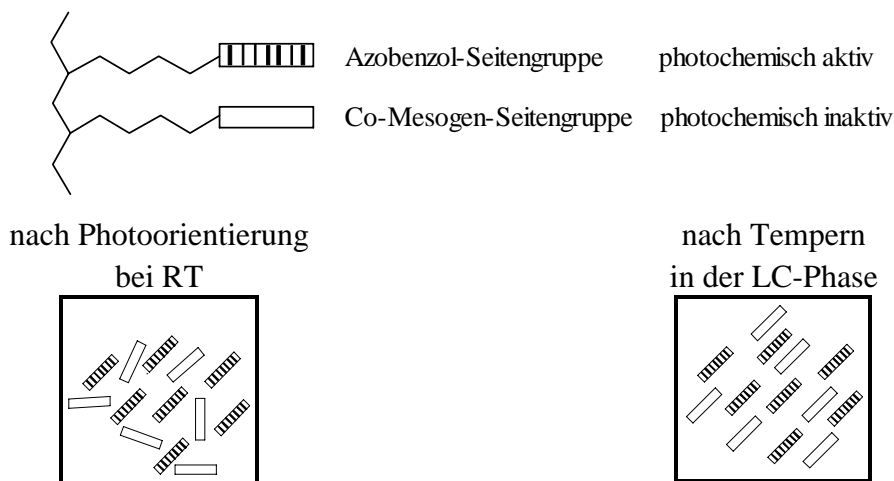 Azobenzol-Seitengruppe photochemisch aktiv
Co-Mesogen-Seitengruppe photochemisch inaktiv
nach Photoorientierung
bei RT
nach Tempern
in der LC-Phase